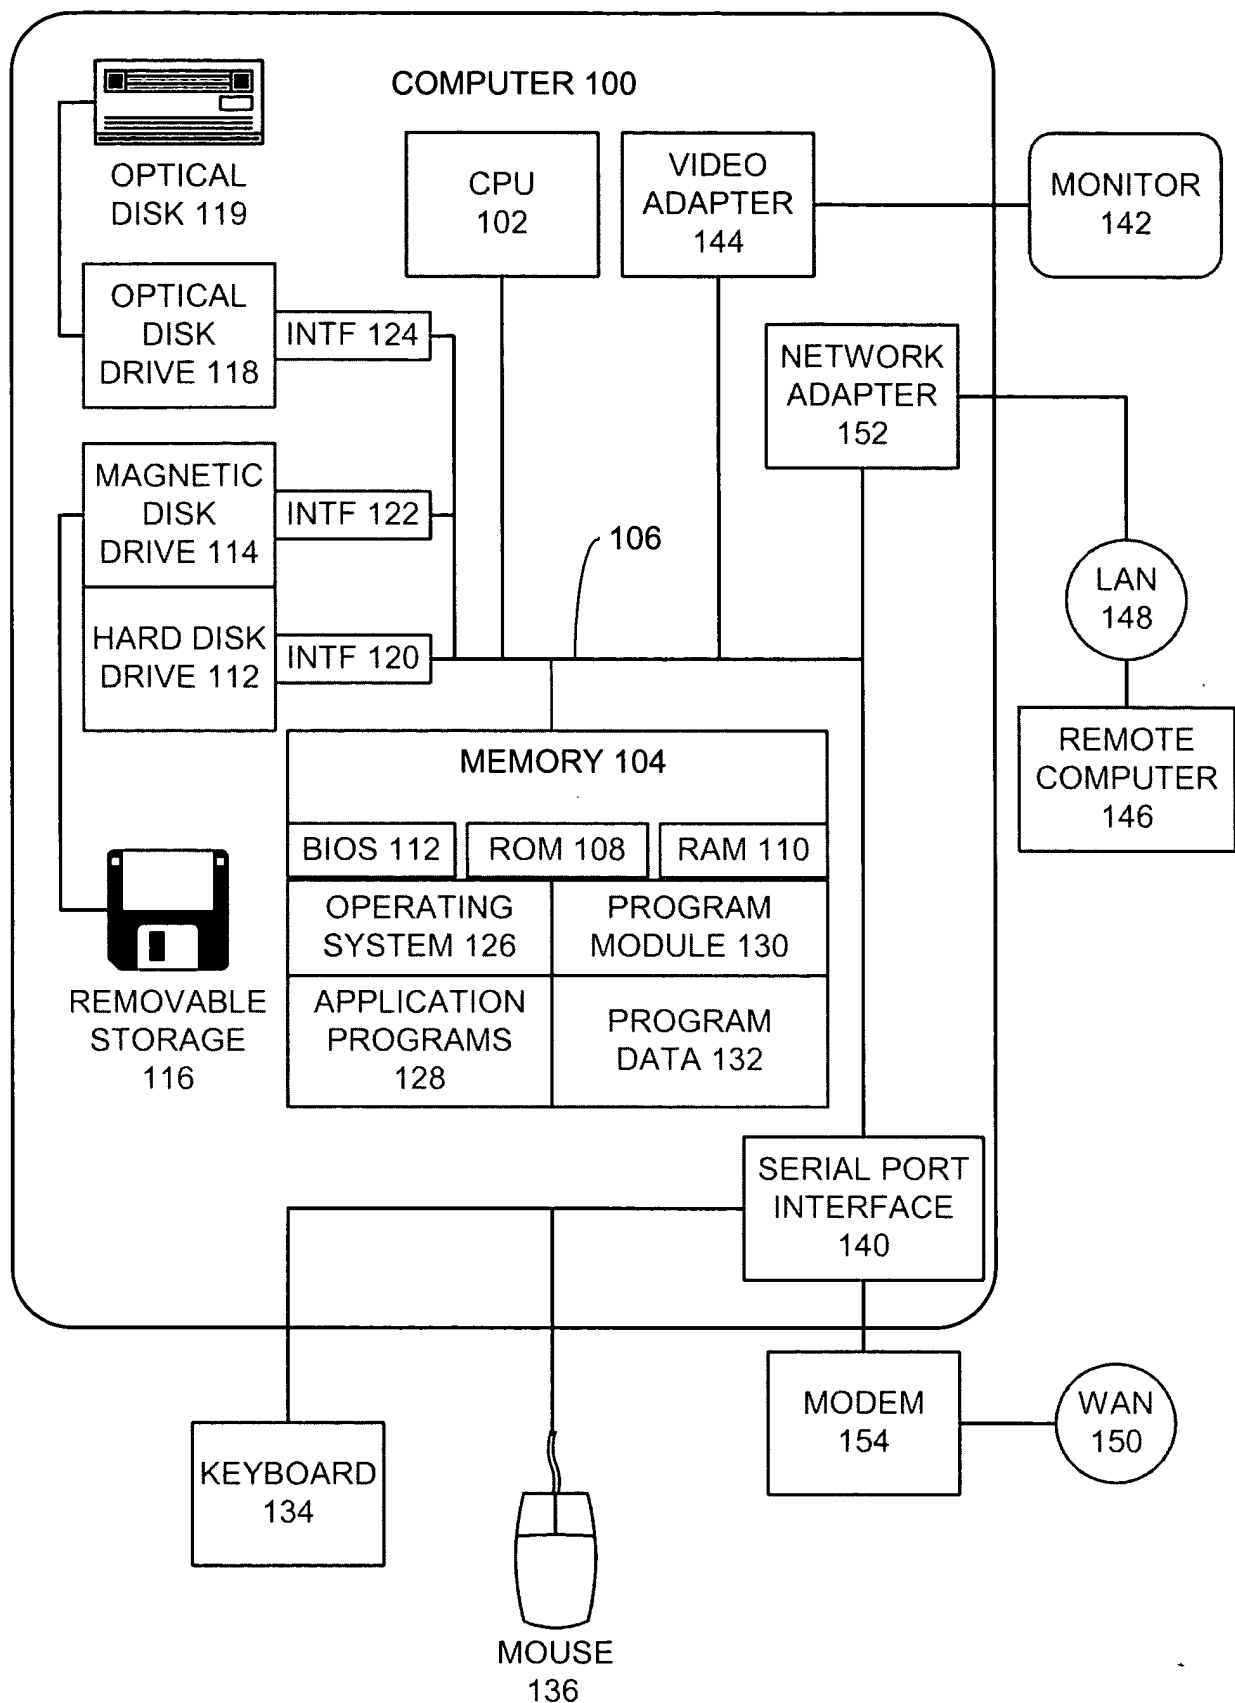 COMPUTER 100
OPTICAL
DISK 119
CPU
102
VIDEO
ADAPTER
144
MONITOR
142
OPTICAL
DISK
DRIVE 118
INTF 124
NETWORK
ADAPTER
152
MAGNETIC
DISK
DRIVE 114
INTF 122
106
LAN
148
HARD DISK
DRIVE 112
INTF 120
REMOTE
COMPUTER
146
MEMORY 104
BIOS 112
ROM 108
RAM 110
OPERATING
SYSTEM 126
PROGRAM
MODULE 130
REMOVABLE
STORAGE
116
APPLICATION
PROGRAMS
128
PROGRAM
DATA 132
SERIAL PORT
INTERFACE
140
MODEM
154
WAN
150
KEYBOARD
134
MOUSE
136